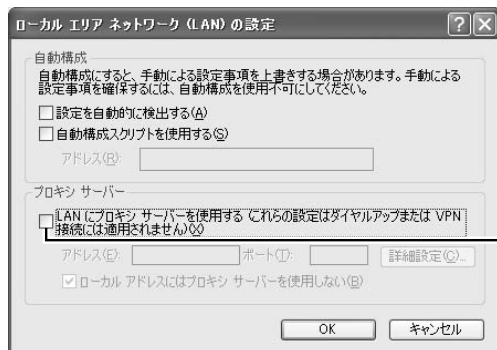 ローカル エリア ネットワーク (LAN) の設定
自動構成
自動構成にすると、手動による設定事項を上書きする場合があります。手動による
設定事項を確保するには、自動構成を使用不可にしてください。
設定を自動的に検出する(A)
自動構成スクリプトを使用する(S)
アドレス(R):
プロキシ サーバー
LAN にプロキシ サーバーを使用する (これらの設定はダイヤルアップまたは VPN
接続には適用されません)(X)
アドレス(E): ポート(T): 詳細設定(C)...
ローカル アドレスにはプロキシ サーバーを使用しない(B)
OK キャンセル